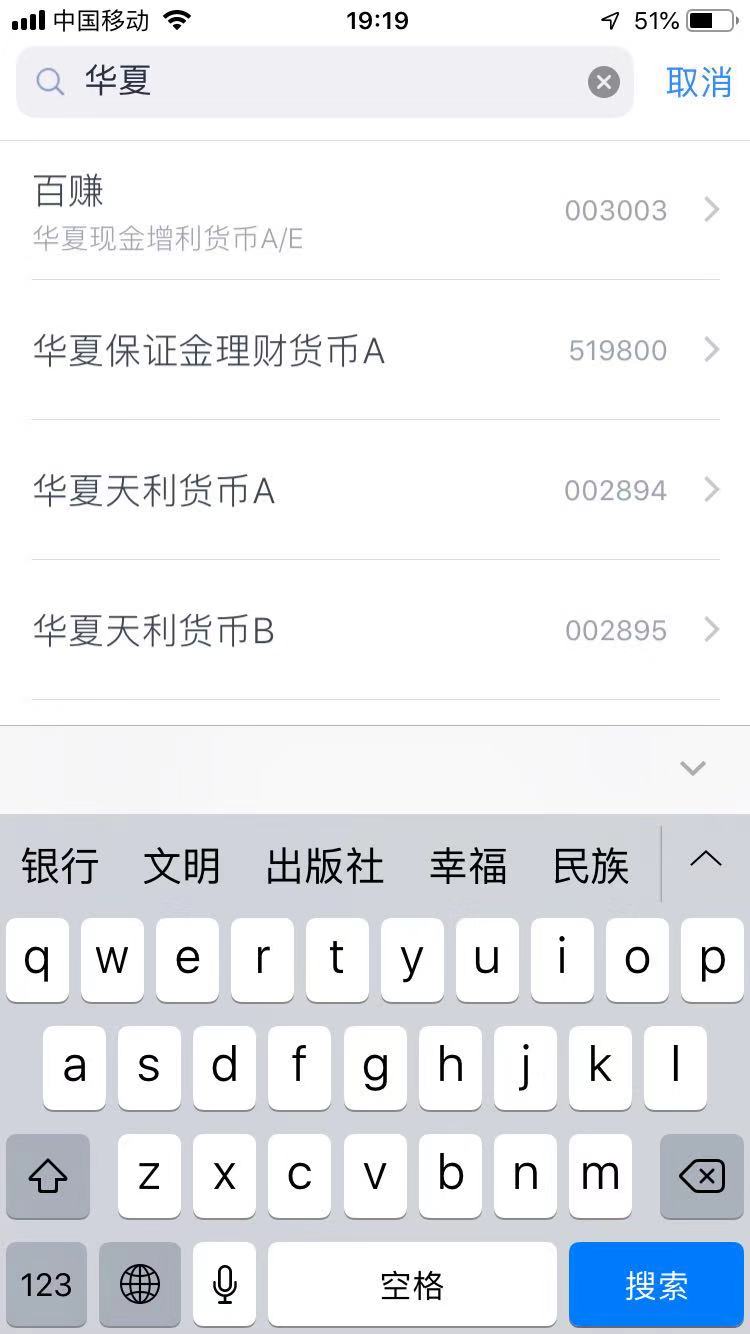 中国移动 19:19 51%
华夏 取消
百赚
华夏现金增利货币A/E
003003
华夏保证金理财货币A 519800
华夏天利货币A 002894
华夏天利货币B 002895
银行 文明 出版社 幸福 民族
q w e r t y u i o p
a s d f g h j k l
z x c v b n m
123 空格 搜索